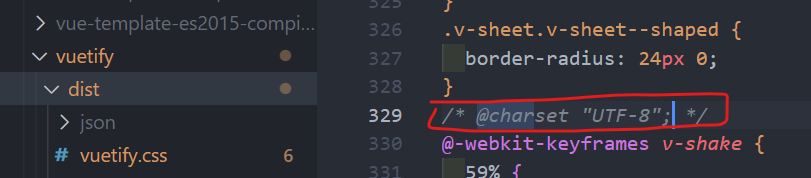 vue-template-es2015-compi...
vuetify
dist
json
# vuetify.css 6
325 }
326 .v-sheet.v-sheet--shaped {
327 border-radius: 24px 0;
328 }
329 /* @charset "UTF-8"; */
330 @-webkit-keyframes v-shake {
331 59% {